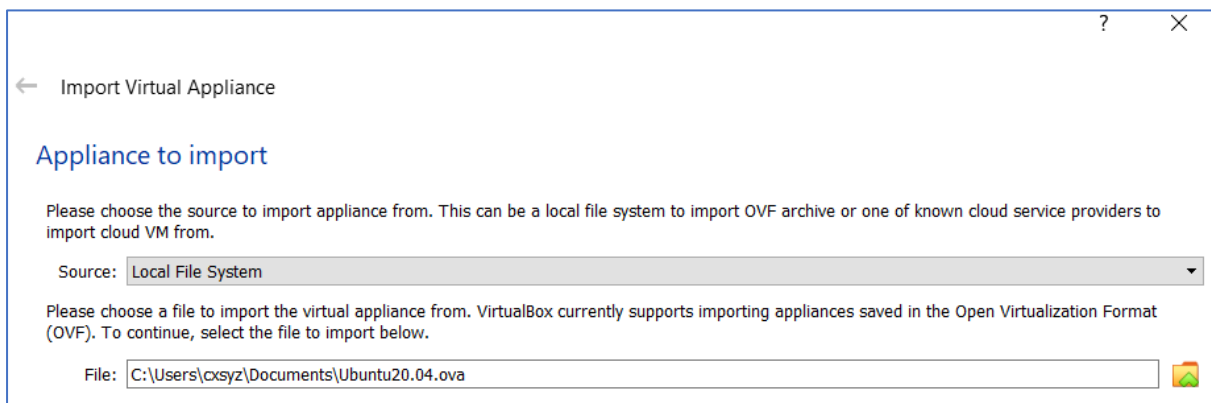 ?
Import Virtual Appliance
Appliance to import
Please choose the source to import appliance from. This can be a local file system to import OVF archive or one of known cloud service providers to
import cloud VM from.
Source: Local File System
Please choose a file to import the virtual appliance from. VirtualBox currently supports importing appliances saved in the Open Virtualization Format
(OVF). To continue, select the file to import below.
File: C:\Users\cxsyz\Documents\Ubuntu20.04.ova